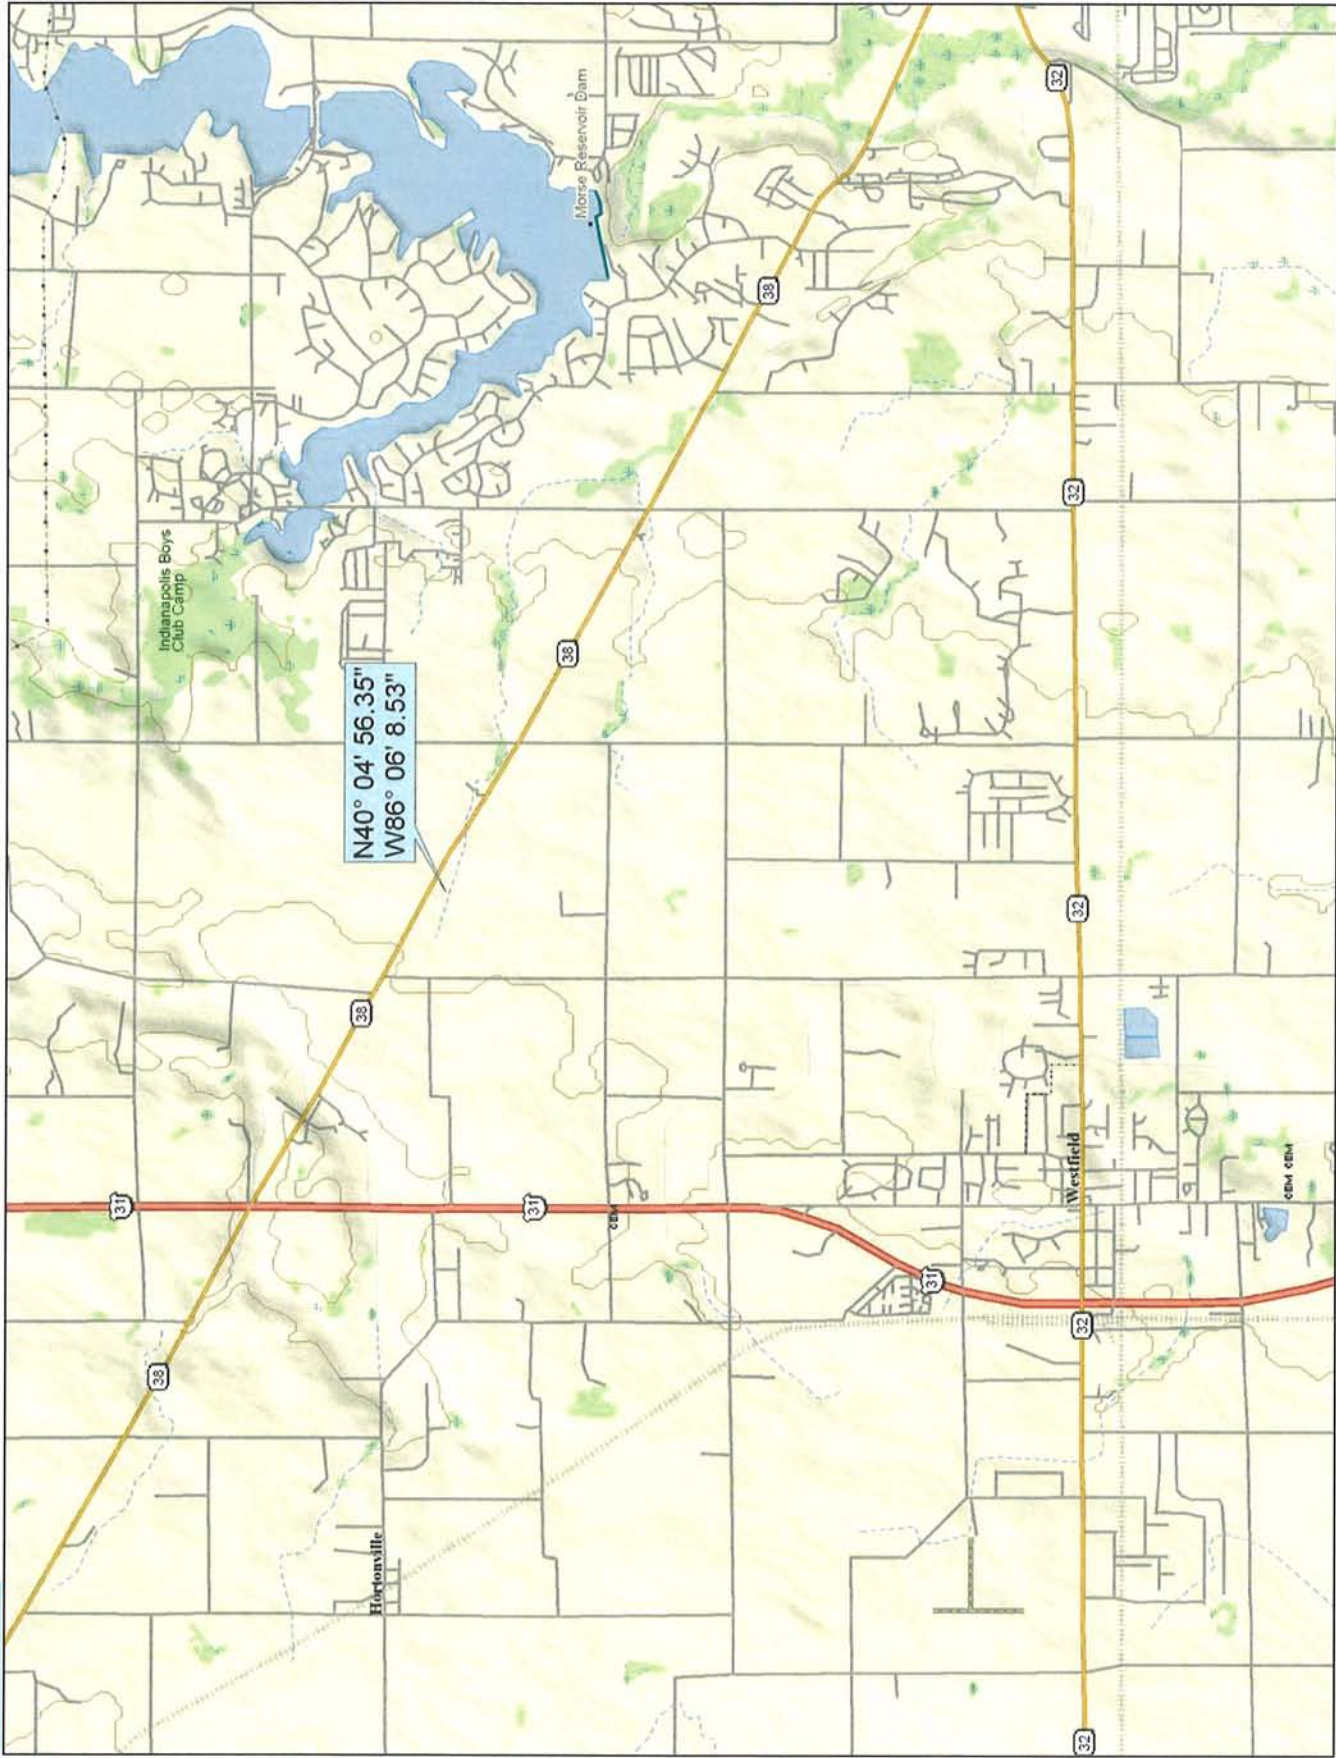 Morse Reservoir Dam
Indianapolis Boys
Club Camp
N40° 04' 56.35"
W86° 06' 8.53"
Hortonville
Westfield
CEM
CEM CEM
38
38
38
38
31
31
31
32
32
32
32
32